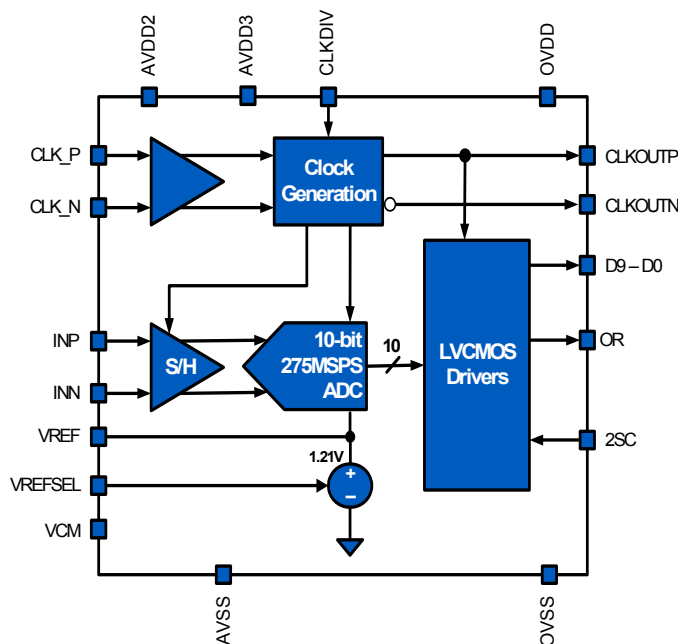 AVDD2
AVDD3
CLKDIV
OVDD
CLK_P
CLK_N
Clock
Generation
CLKOUTP
CLKOUTN
D9 – D0
INP
INN
S/H
10-bit
275MSPS
ADC
10
LVCMOS
Drivers
OR
VREF
1.21V
+
−
2SC
VREFSEL
VCM
AVSS
OVSS